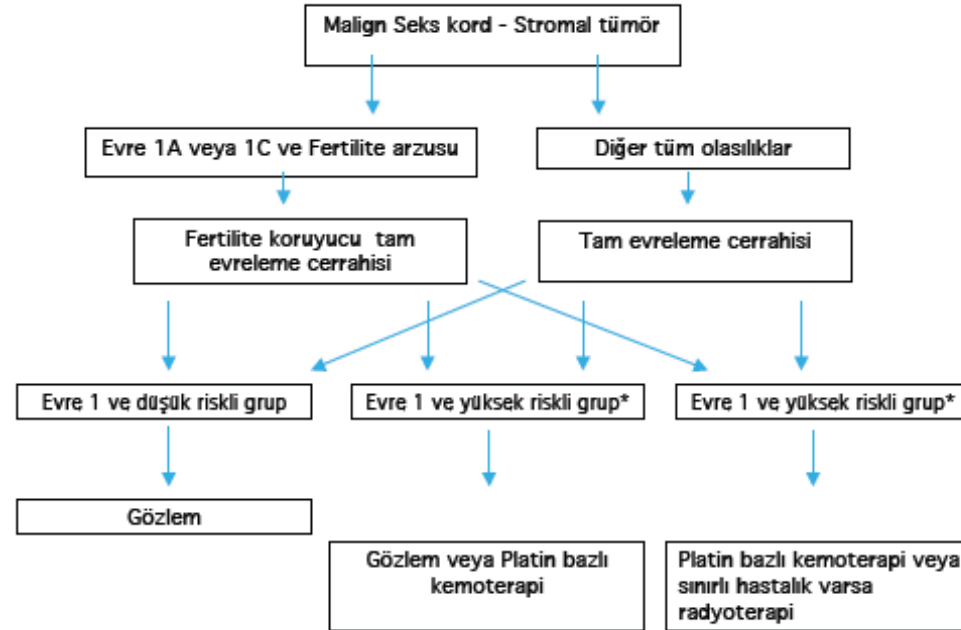 Malign Seks kord - Stromal tümör
Evre 1A veya 1C ve Fertilite arzusu
Diğer tüm olasılıklar
Fertilite koruyucu tam
evreleme cerrahisi
Tam evreleme cerrahisi
Evre 1 ve düşük riskli grup
Evre 1 ve yüksek riskli grup*
Evre 1 ve yüksek riskli grup*
Gözlem
Gözlem veya Platin bazlı
kemoterapi
Platin bazlı kemoterapi veya
sınırlı hastalık varsa
radyoterapi